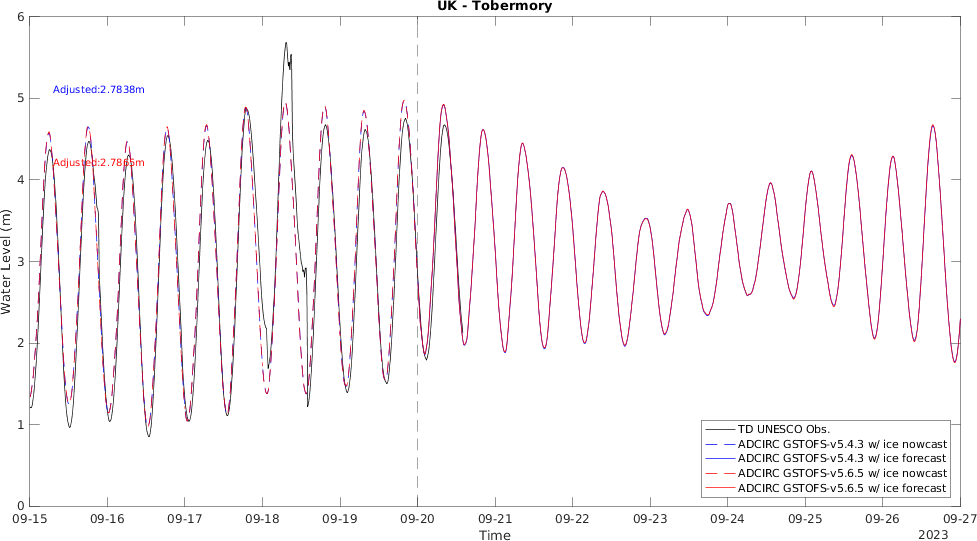 UK - Tobermory
6
5
4
3
2
1
0
Water Level (m)
Adjusted:2.7838m
Adjusted:2.7865m
TD UNESCO Obs.
ADCIRC GSTOFS-v5.4.3 w/ ice nowcast
ADCIRC GSTOFS-v5.4.3 w/ ice forecast
ADCIRC GSTOFS-v5.6.5 w/ ice nowcast
ADCIRC GSTOFS-v5.6.5 w/ ice forecast
09-15 09-16 09-17 09-18 09-19 09-20 09-21 09-22 09-23 09-24 09-25 09-26 09-27
Time
2023